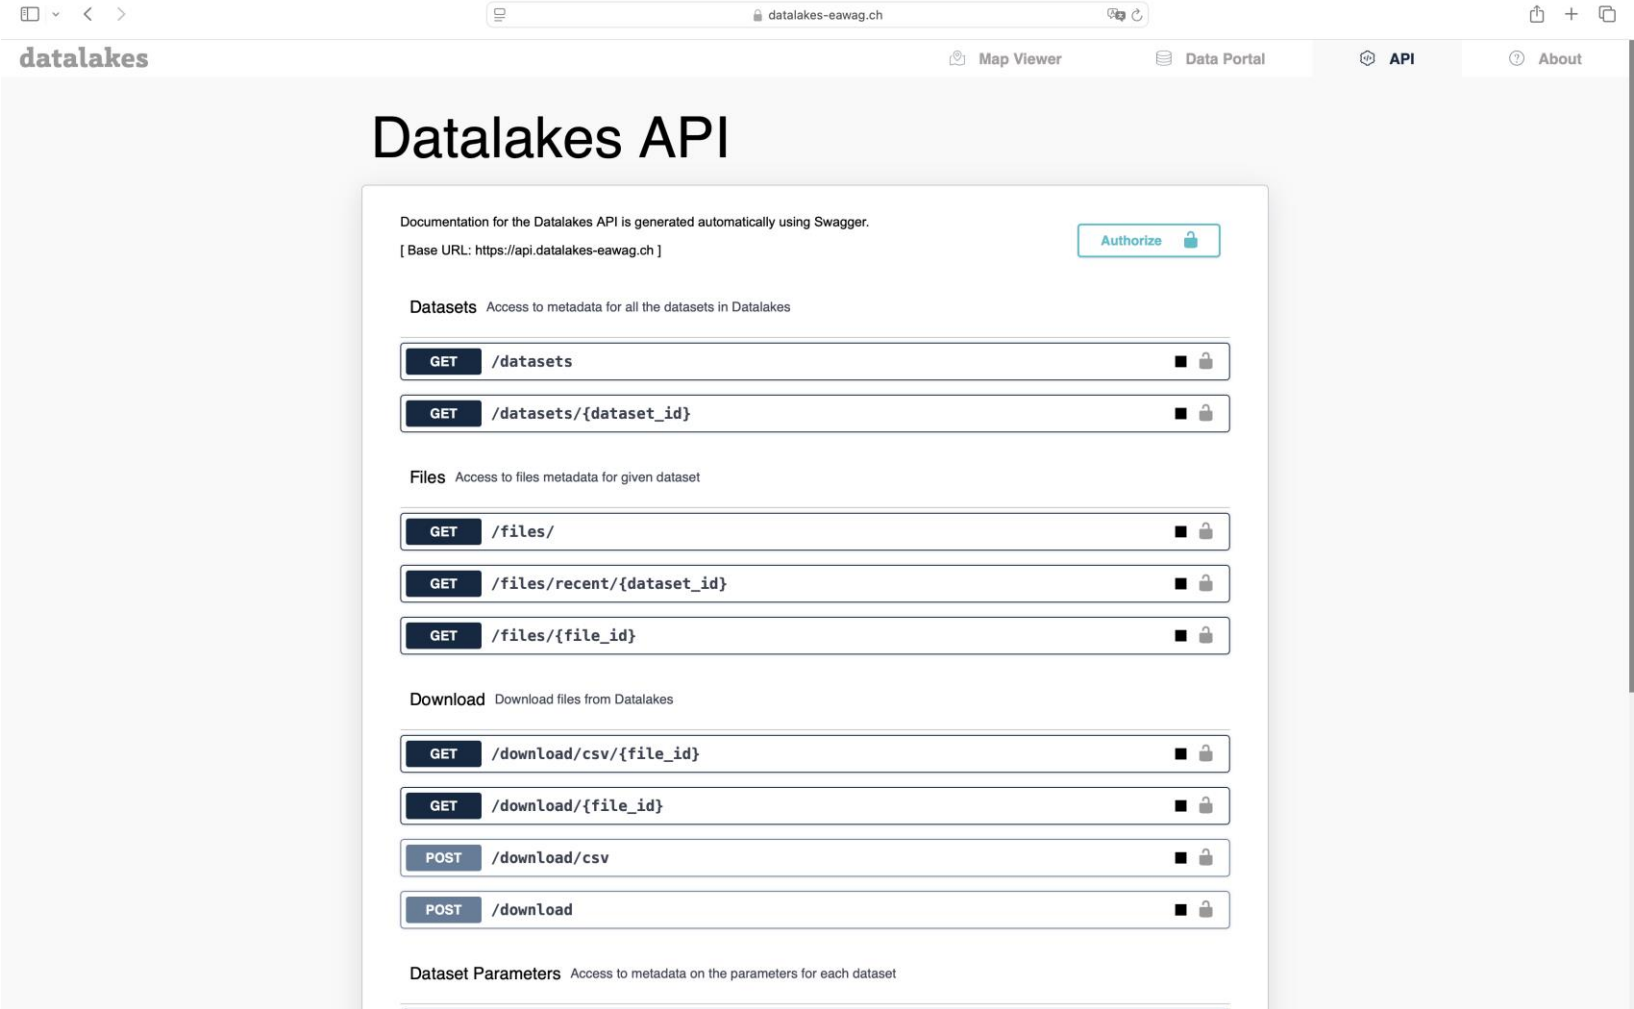 datalakes-eawag.ch
datalakes
Map Viewer
Data Portal
API
About
Datalakes API
Documentation for the Datalakes API is generated automatically using Swagger.
[ Base URL: https://api.datalakes-eawag.ch ]
Authorize
Datasets Access to metadata for all the datasets in Datalakes
GET /datasets
GET /datasets/{dataset_id}
Files Access to files metadata for given dataset
GET /files/
GET /files/recent/{dataset_id}
GET /files/{file_id}
Download Download files from Datalakes
GET /download/csv/{file_id}
GET /download/{file_id}
POST /download/csv
POST /download
Dataset Parameters Access to metadata on the parameters for each dataset